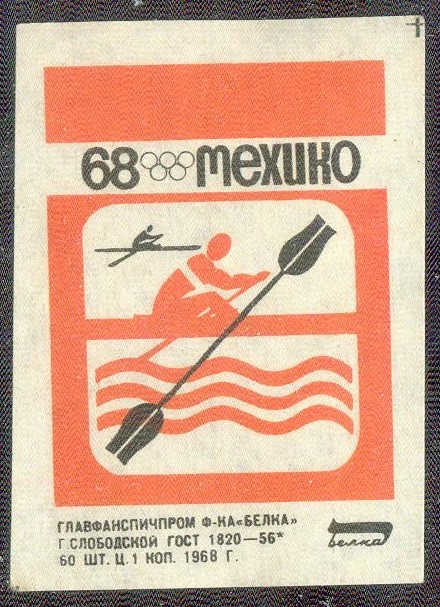 68 мехико
ГЛАВФАНСПИЧПРОМ Ф-КА «БЕЛКА»
Г. СЛОБОДСКОЙ ГОСТ 1820—56*
60 ШТ. Ц. 1 КОП. 1968 Г.
белка